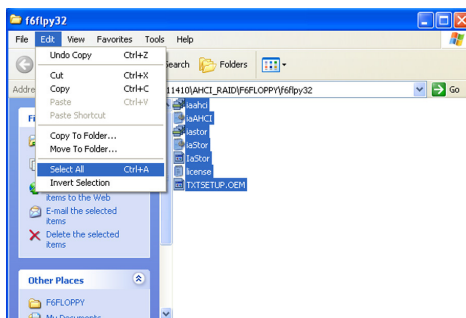 f6flpy32
File Edit View Favorites Tools Help
Undo Copy Ctrl+Z
Cut Ctrl+X
Copy Ctrl+C
Paste Ctrl+V
Paste Shortcut
Copy To Folder...
Move To Folder...
Select All Ctrl+A
Invert Selection
Search Folders
11410\AHCI_RAID\F6FLOPPY\f6flpy32 Go
iaahci
iaAHCI
iastor
iaStor
IaStor
license
TXTSETUP.OEM
items to the Web
E-mail the selected
items
Delete the selected
items
Other Places
F6FLOPPY
My Documents